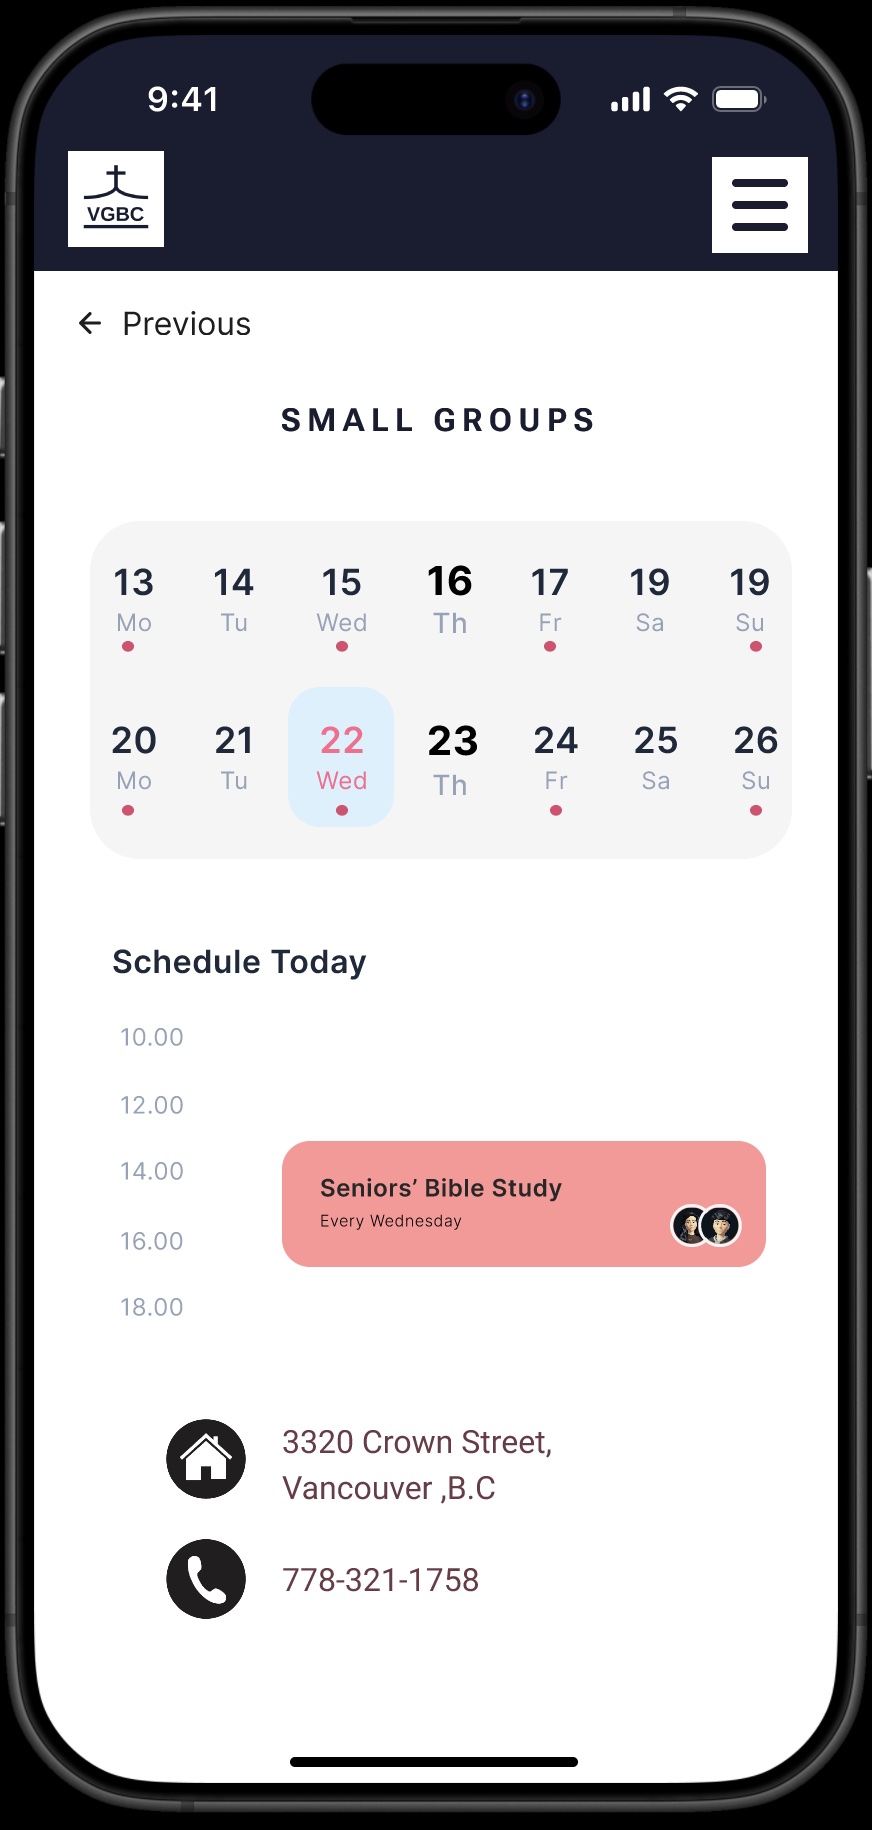 9:41
VGBC
Previous
SMALL GROUPS
13 14 15 16 17 19 19
Mo Tu Wed Th Fr Sa Su
20 21 22 23 24 25 26
Mo Tu Wed Th Fr Sa Su
Schedule Today
10.00
12.00
14.00
Seniors’ Bible Study
Every Wednesday
16.00
18.00
3320 Crown Street,
Vancouver ,B.C
778-321-1758